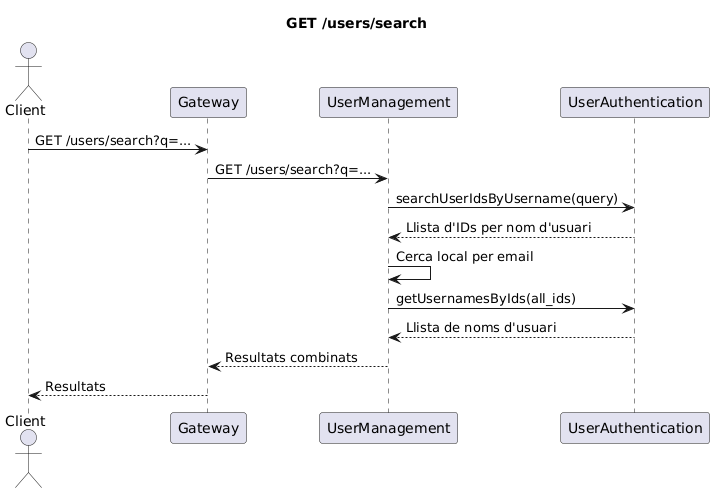 GET /users/search
Client
Gateway
UserManagement
UserAuthentication
GET /users/search?q=...
GET /users/search?q=...
searchUserIdsByUsername(query)
Llista d'IDs per nom d'usuari
Cerca local per email
getUsernamesByIds(all_ids)
Llista de noms d'usuari
Resultats combinats
Resultats
Client
Gateway
UserManagement
UserAuthentication